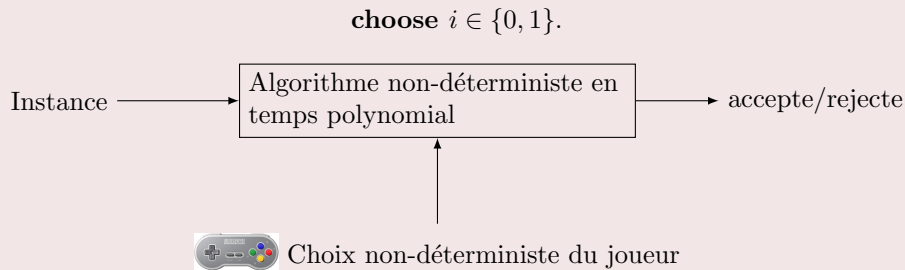 choose i ∈ {0, 1}.
Instance
Algorithme non-déterministe en
temps polynomial
accepte/rejecte
Choix non-déterministe du joueur